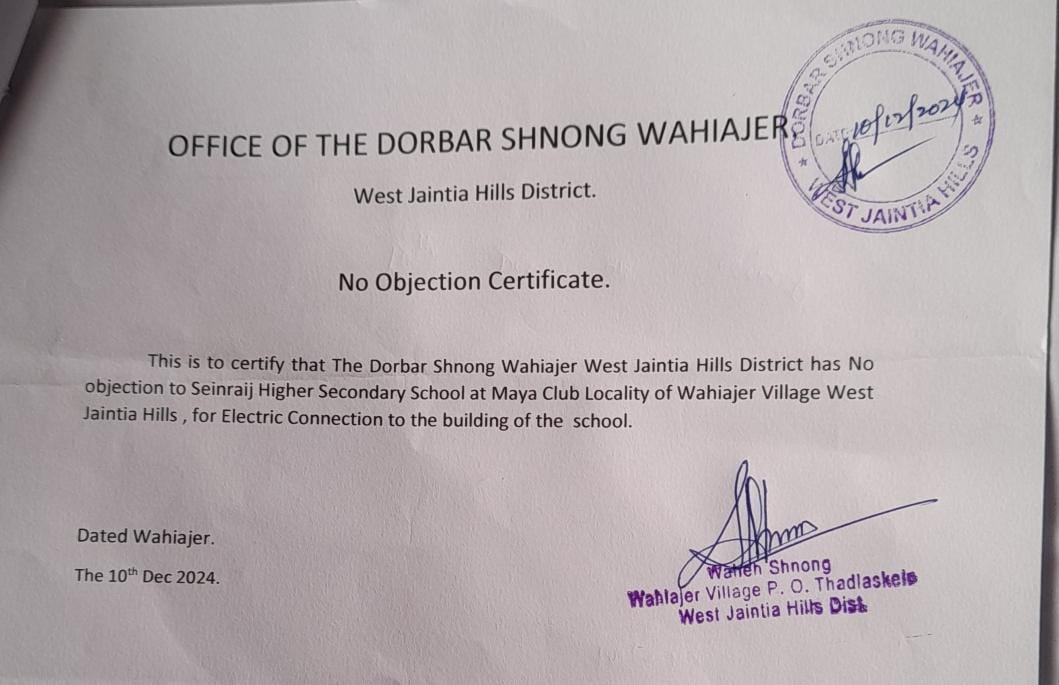 OFFICE OF THE DORBAR SHNONG WAHIAJER.
DORBAR SHNONG WAHIAJER
DATE 10/12/2024
WEST JAINTIA HILLS
West Jaintia Hills District.
No Objection Certificate.
This is to certify that The Dorbar Shnong Wahiajer West Jaintia Hills District has No
objection to Seinraij Higher Secondary School at Maya Club Locality of Wahiajer Village West
Jaintia Hills , for Electric Connection to the building of the school.
Dated Wahiajer.
The 10th Dec 2024.
Waheh Shnong
Wahiajer Village P. O. Thadlaskein
West Jaintia Hills Dist.